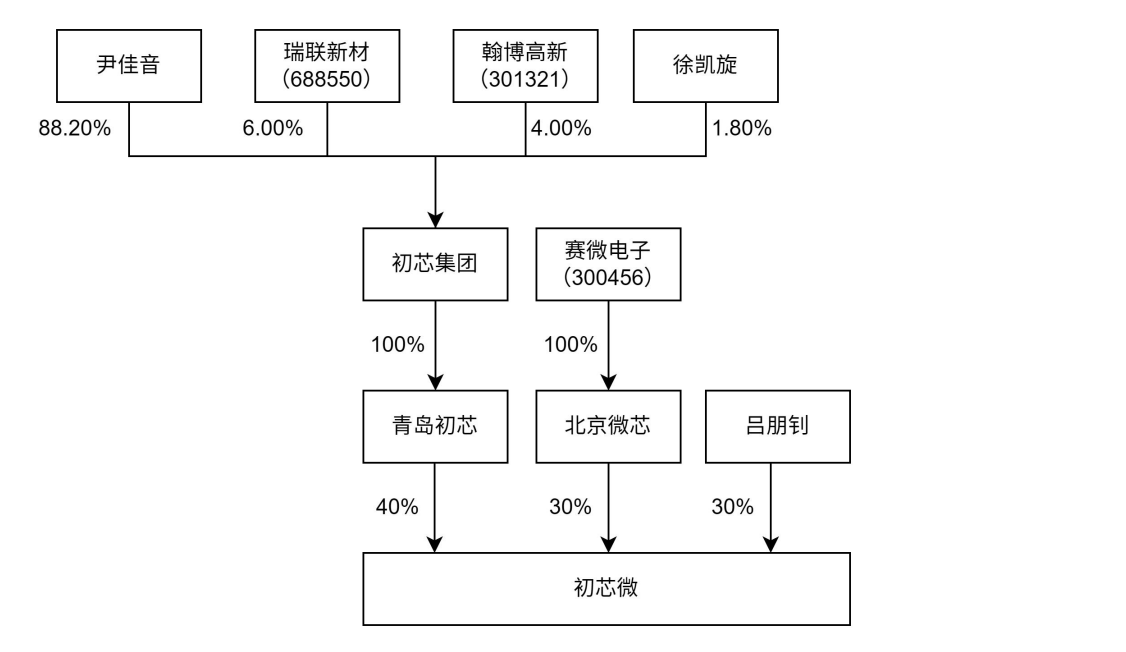 尹佳音
瑞联新材
（688550）
翰博高新
（301321）
徐凯旋
88.20%
6.00%
4.00%
1.80%
初芯集团
赛微电子
（300456）
100%
100%
青岛初芯
北京微芯
吕朋钊
40%
30%
30%
初芯微